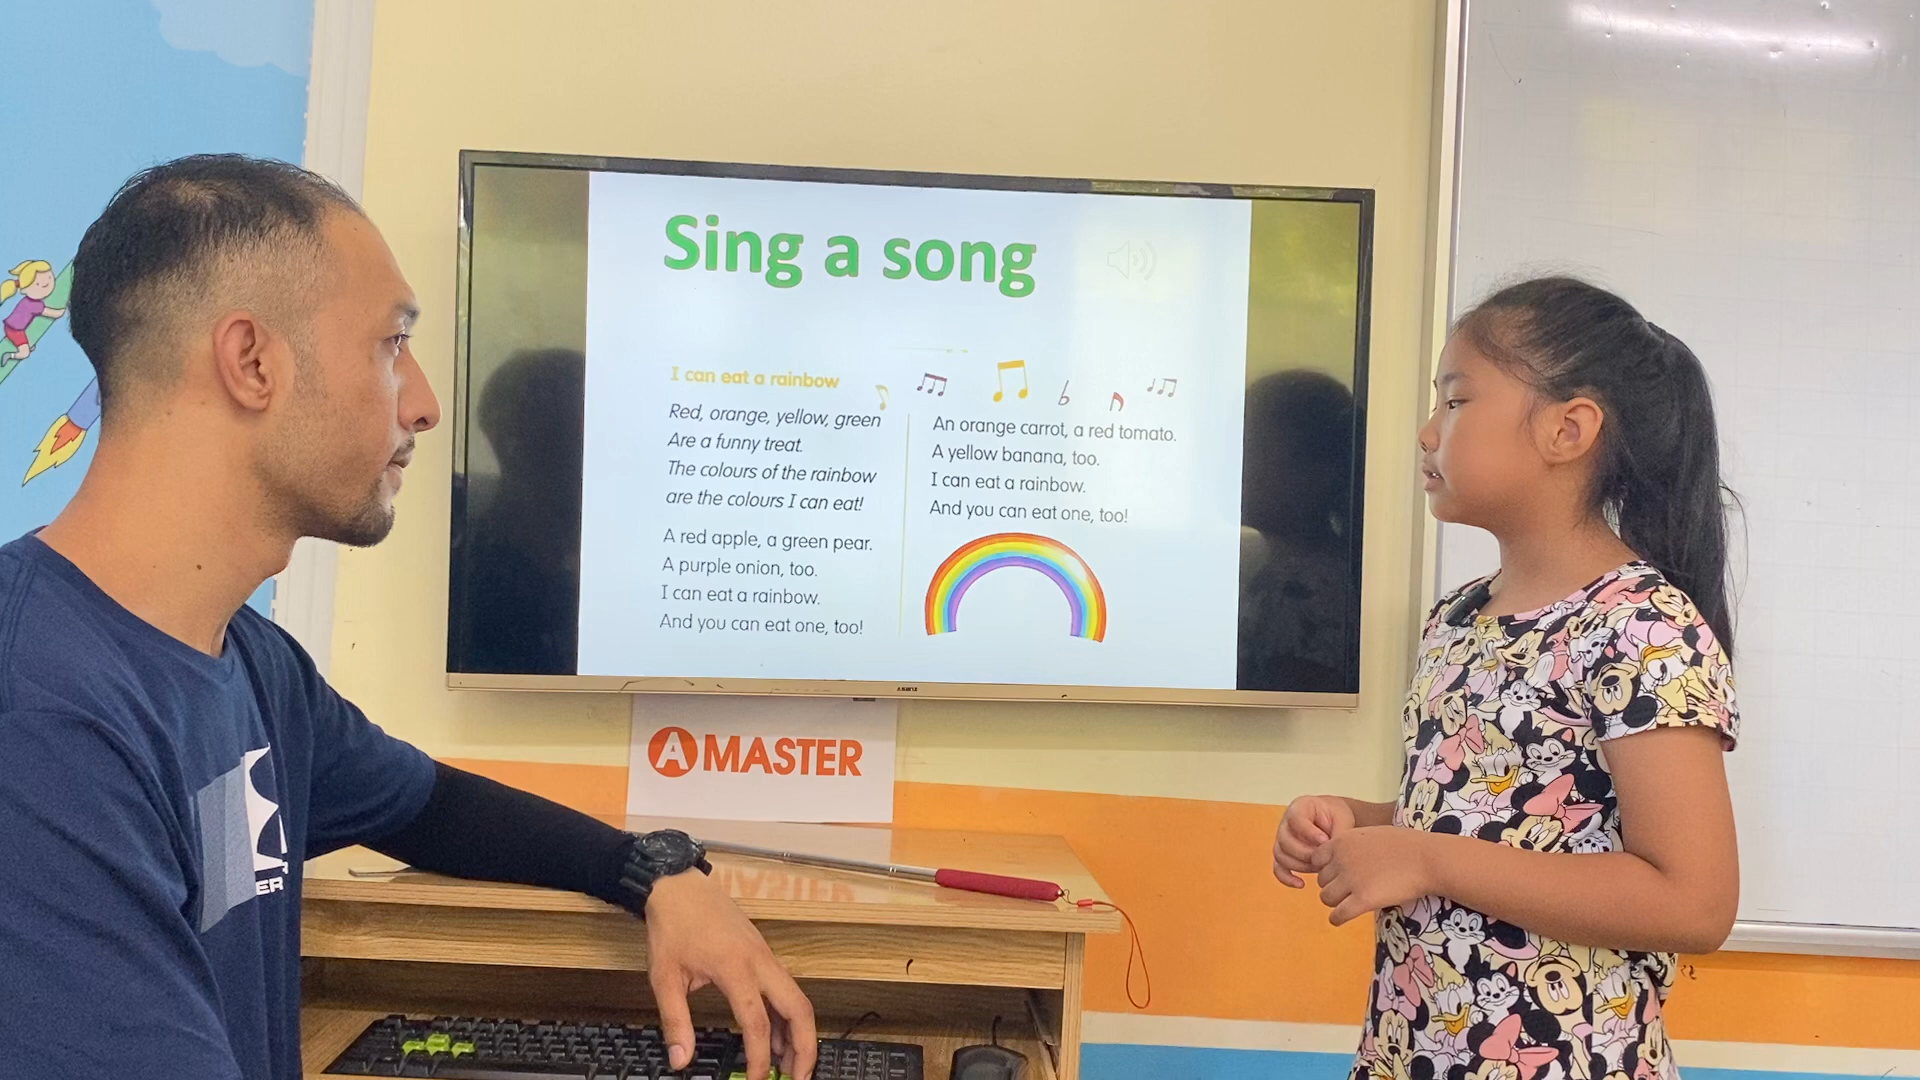 Sing a song
I can eat a rainbow
Red, orange, yellow, green
Are a funny treat.
The colours of the rainbow
are the colours I can eat!
A red apple, a green pear.
A purple onion, too.
I can eat a rainbow.
And you can eat one, too!
An orange carrot, a red tomato.
A yellow banana, too.
I can eat a rainbow.
And you can eat one, too!
A MASTER
ER